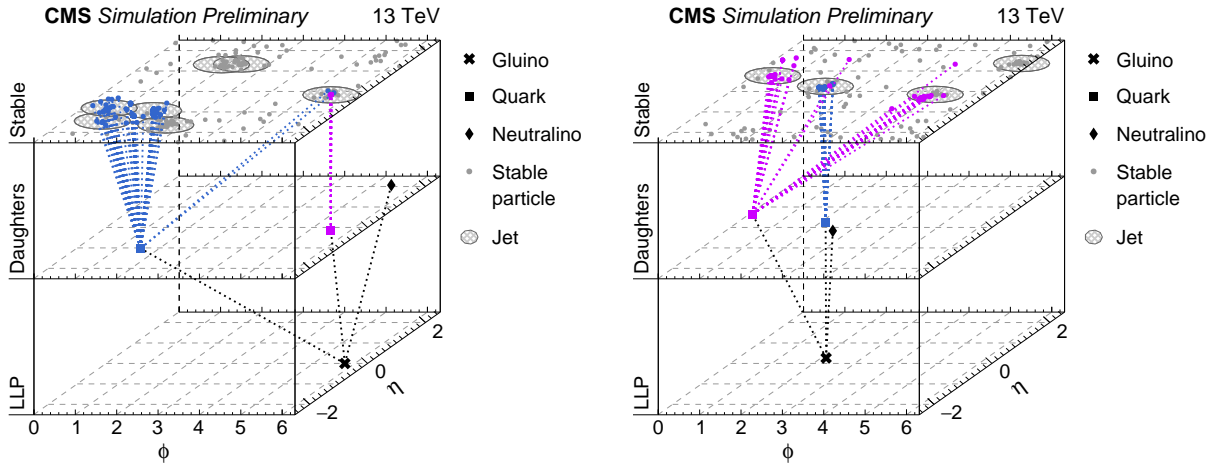 CMS Simulation Preliminary 13 TeV
Stable
Daughters
LLP
0 1 2 3 4 5 6
ϕ
−2 0 2
η
Gluino
Quark
Neutralino
Stable
particle
Jet
CMS Simulation Preliminary 13 TeV
Stable
Daughters
LLP
0 1 2 3 4 5 6
ϕ
−2 0 2
η
Gluino
Quark
Neutralino
Stable
particle
Jet